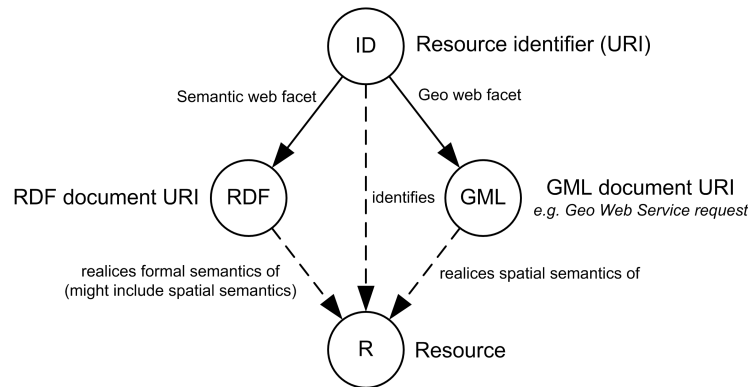 ID
Resource identifier (URI)
Semantic web facet
Geo web facet
RDF document URI
RDF
identifies
GML
GML document URI
e.g. Geo Web Service request
realices formal semantics of
(might include spatial semantics)
realices spatial semantics of
R
Resource